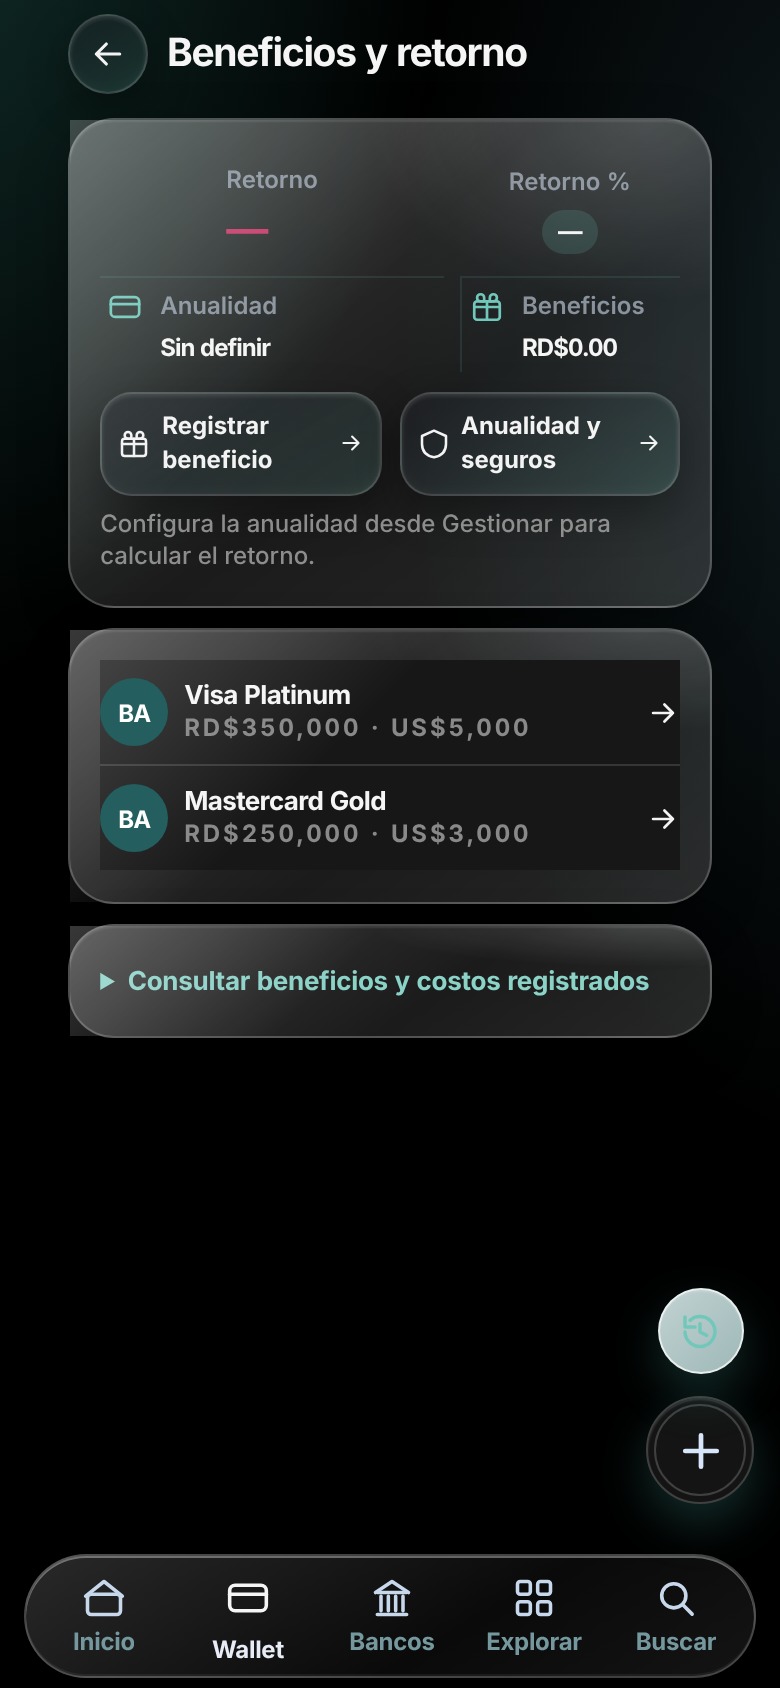 Beneficios y retorno
Retorno
Retorno %
—
—
Anualidad
Sin definir
Beneficios
RD$0.00
Registrar
beneficio
Anualidad y
seguros
Configura la anualidad desde Gestionar para
calcular el retorno.
BA
Visa Platinum
RD$350,000 · US$5,000
BA
Mastercard Gold
RD$250,000 · US$3,000
Consultar beneficios y costos registrados
Inicio
Wallet
Bancos
Explorar
Buscar